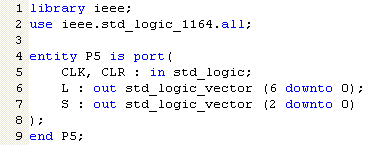 1 library ieee;
2 use ieee.std_logic_1164.all;
3
4 entity P5 is port(
5 CLK, CLR : in std_logic;
6 L : out std_logic_vector (6 downto 0);
7 S : out std_logic_vector (2 downto 0)
8 );
9 end P5;